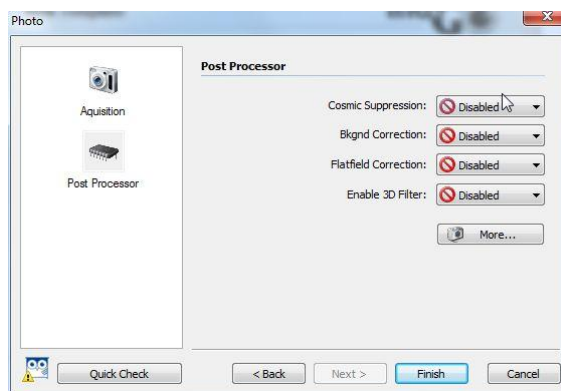 Photo
Aquisition
Post Processor
Post Processor
Cosmic Suppression: Disabled
Bkgnd Correction: Disabled
Flatfield Correction: Disabled
Enable 3D Filter: Disabled
More...
Quick Check
< Back
Next >
Finish
Cancel